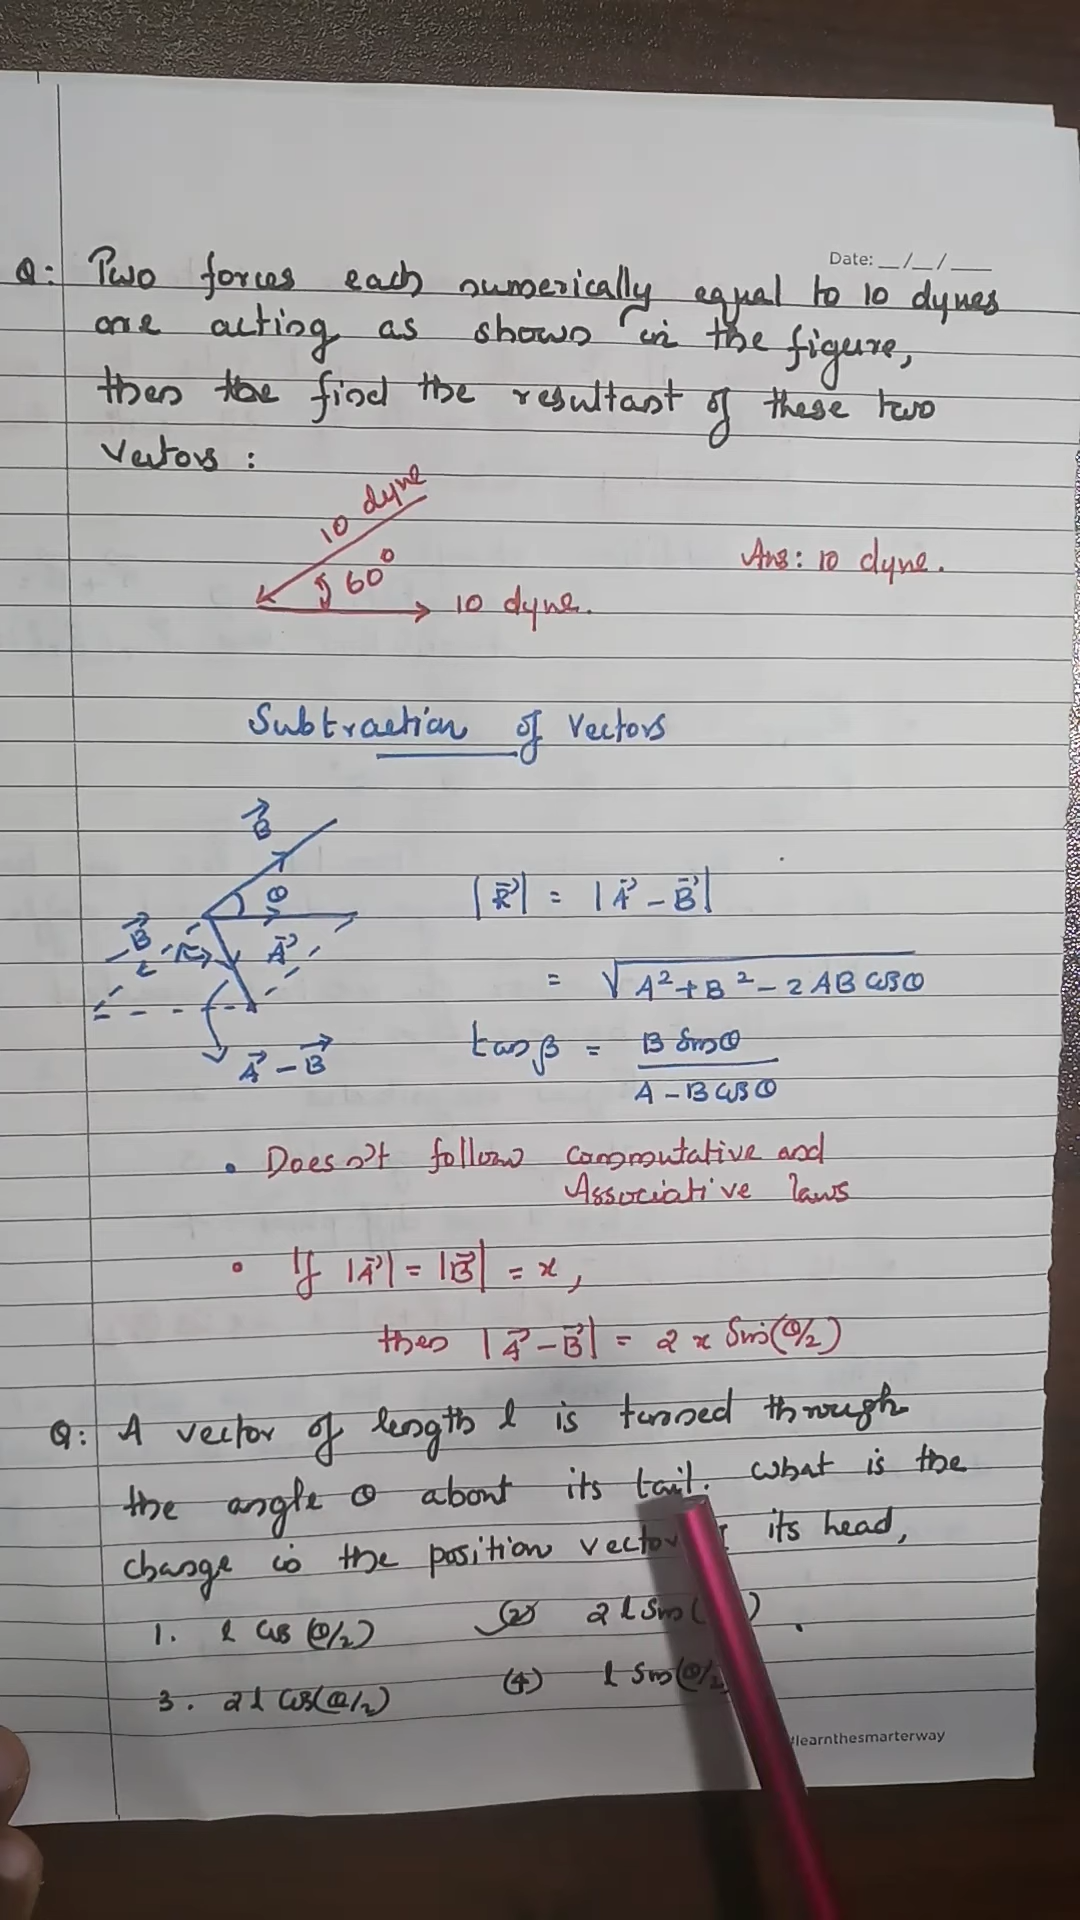 Date: __/__/___
Q: Two forces each numerically equal to 10 dynes
are acting as shown in the figure,
then the find the resultant of these two
vectors :
10 dyne
60°
10 dyne.
Ans: 10 dyne.
Subtraction of Vectors
B⃗
θ
|R⃗| = |A⃗ - B⃗|
B⃗
A⃗
= √A² + B² - 2AB cosθ
A⃗ - B⃗
tan β = B sinθ
A - B cosθ
• Doesn't follow commutative and
Associative laws
• If |A⃗| = |B⃗| = x,
then |A⃗ - B⃗| = 2x Sin(θ/2)
Q: A vector of length l is turned through
the angle θ about its tail. What is the
change in the position vector its head,
1. l cos(θ/2) (2) 2l Sin( )
3. 2l cos(θ/2) (4) l Sin(θ/2
#learnthesmarterway